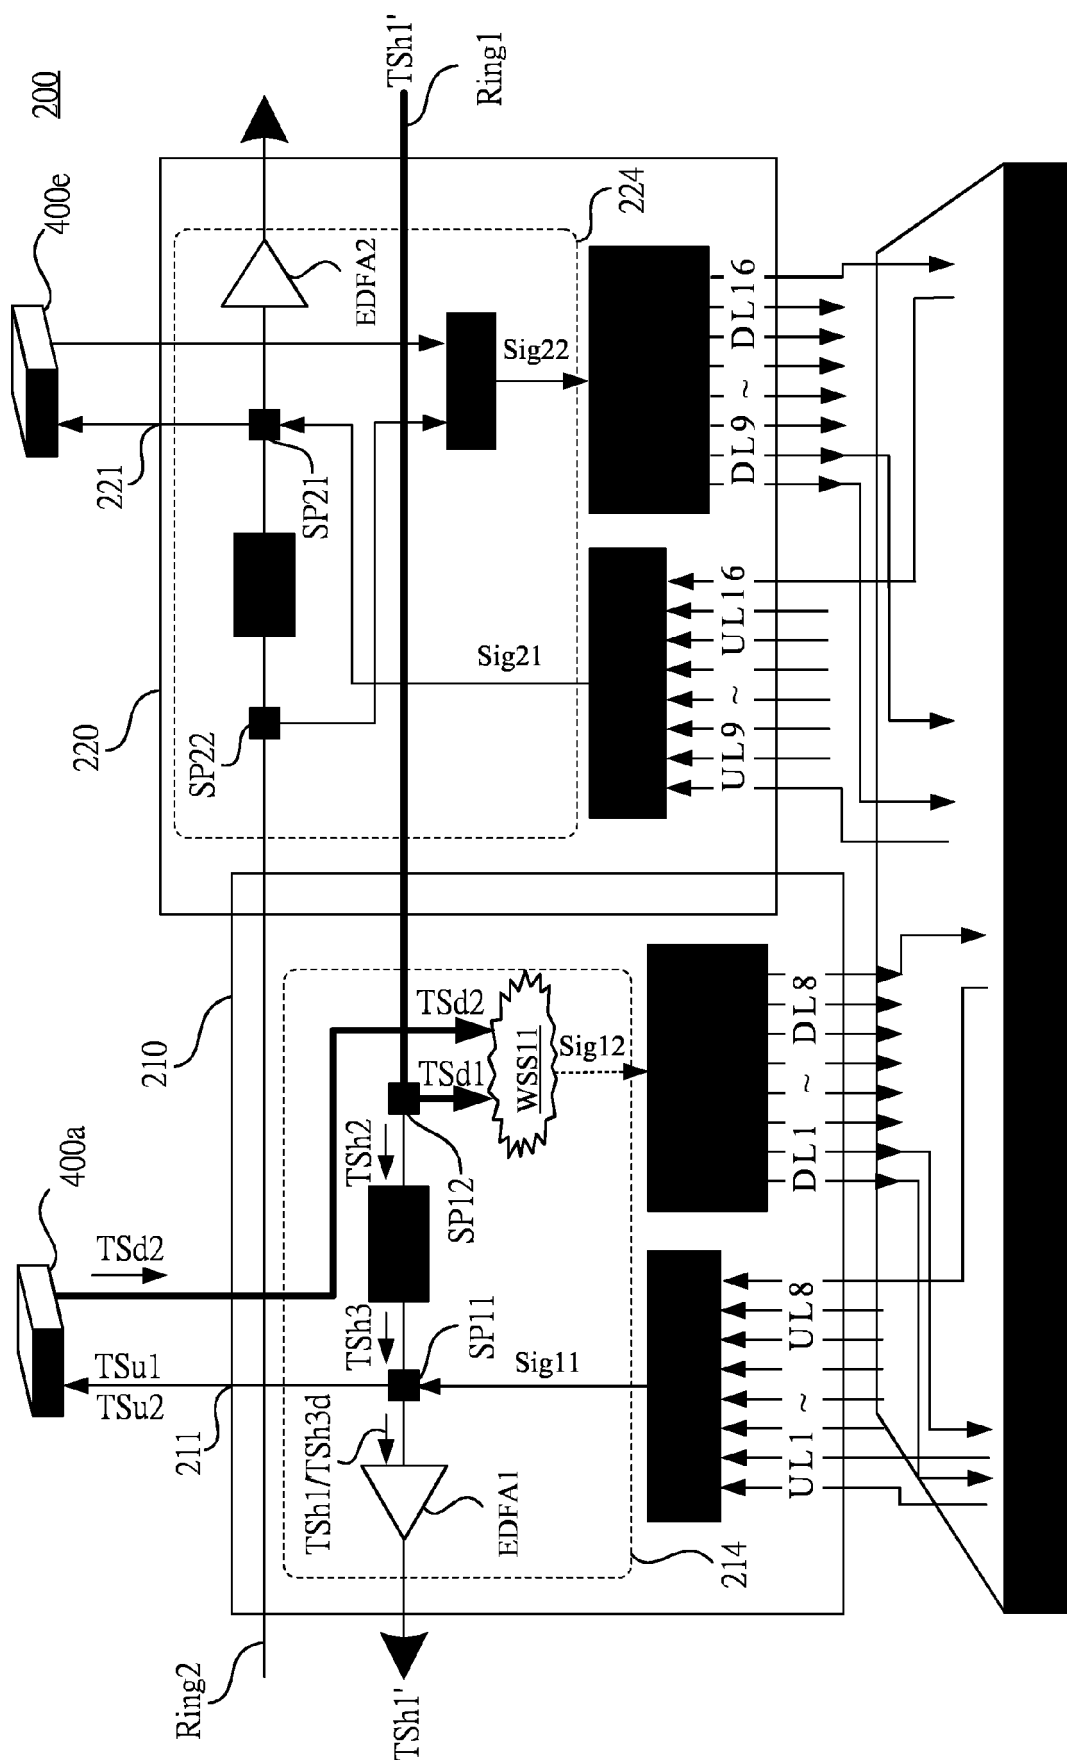 200
400a
400e
TSd2
TSu1
TSu2
211
210
220
221
Ring2
TSh1'
TSh1/TSh3d
EDFA1
TSh3
SP11
TSh2
SP12
TSd1
TSd2
WSS11
Sig11
Sig12
214
SP22
SP21
EDFA2
Sig21
Sig22
224
TSh1'
Ring1
UL1 ~ UL8
DL1 ~ DL8
UL9 ~ UL16
DL9 ~ DL16